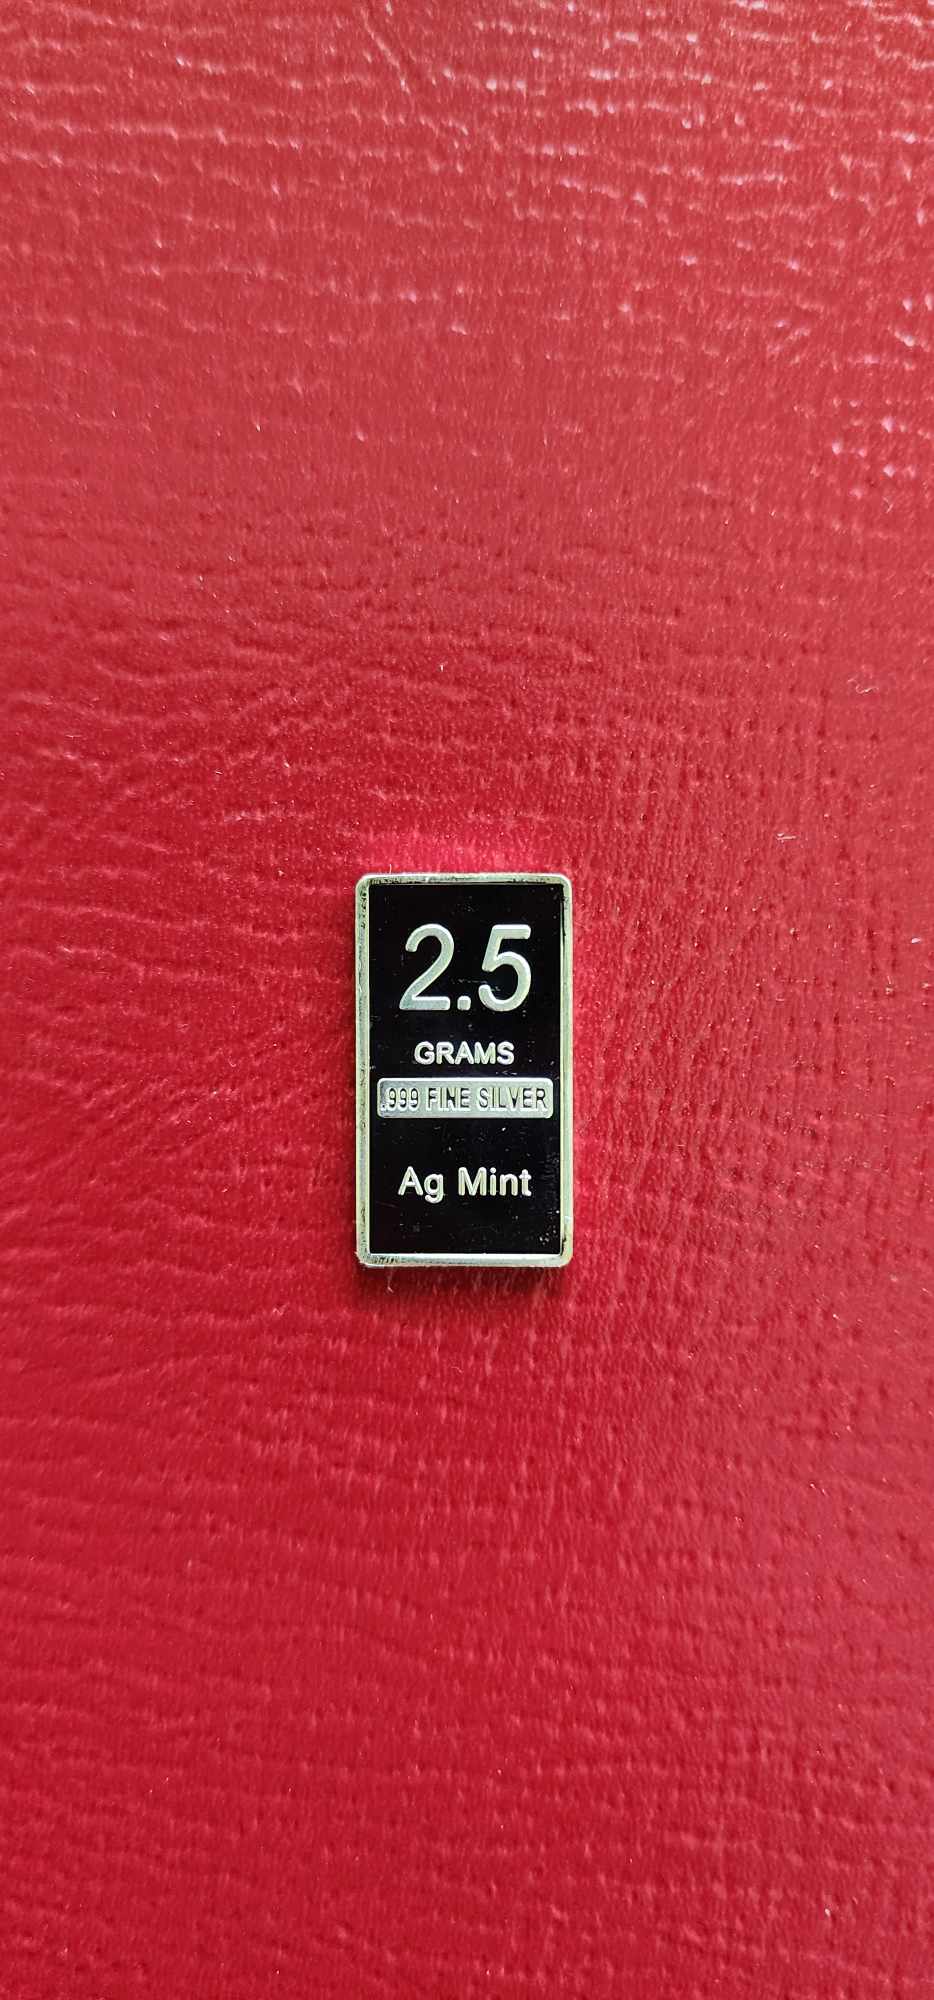 2.5
GRAMS
.999 FINE SILVER
Ag Mint